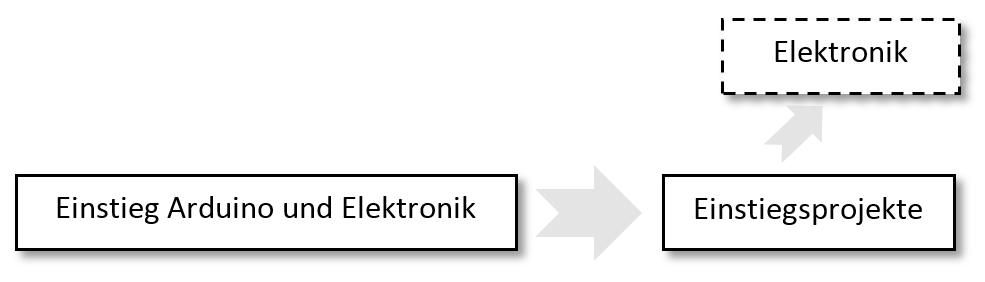 Elektronik
Einstieg Arduino und Elektronik
Einstiegsprojekte